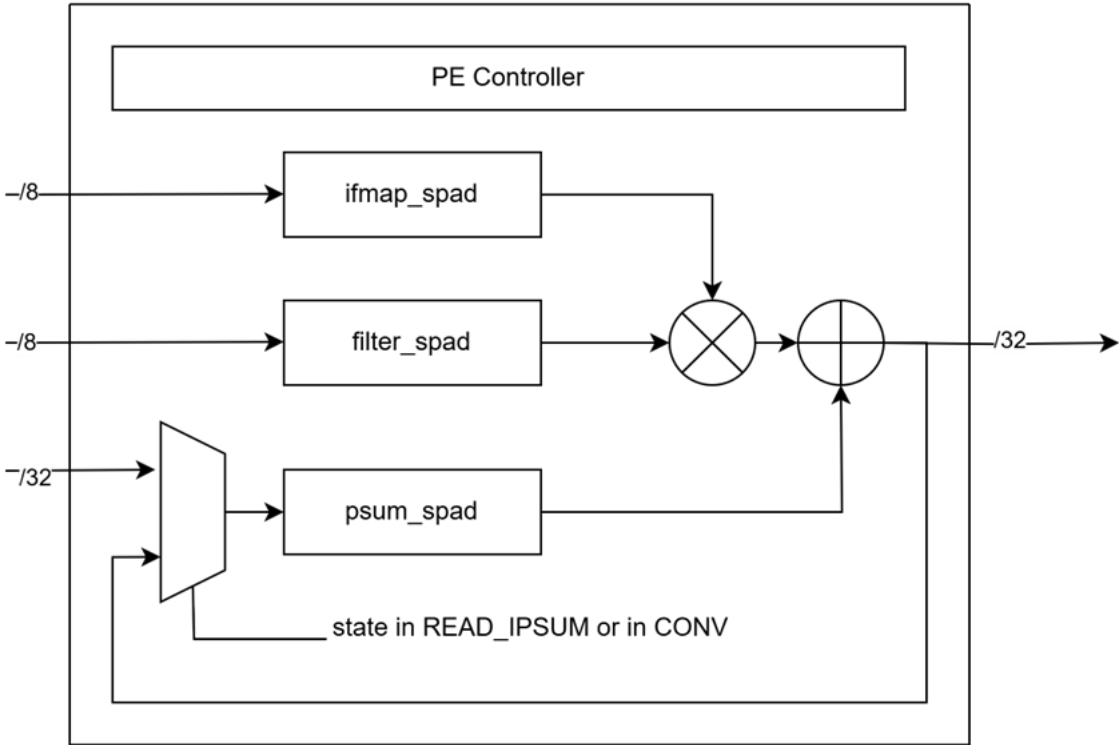 PE Controller
/8
ifmap_spad
/8
filter_spad
/32
/32
psum_spad
state in READ_IPSUM or in CONV